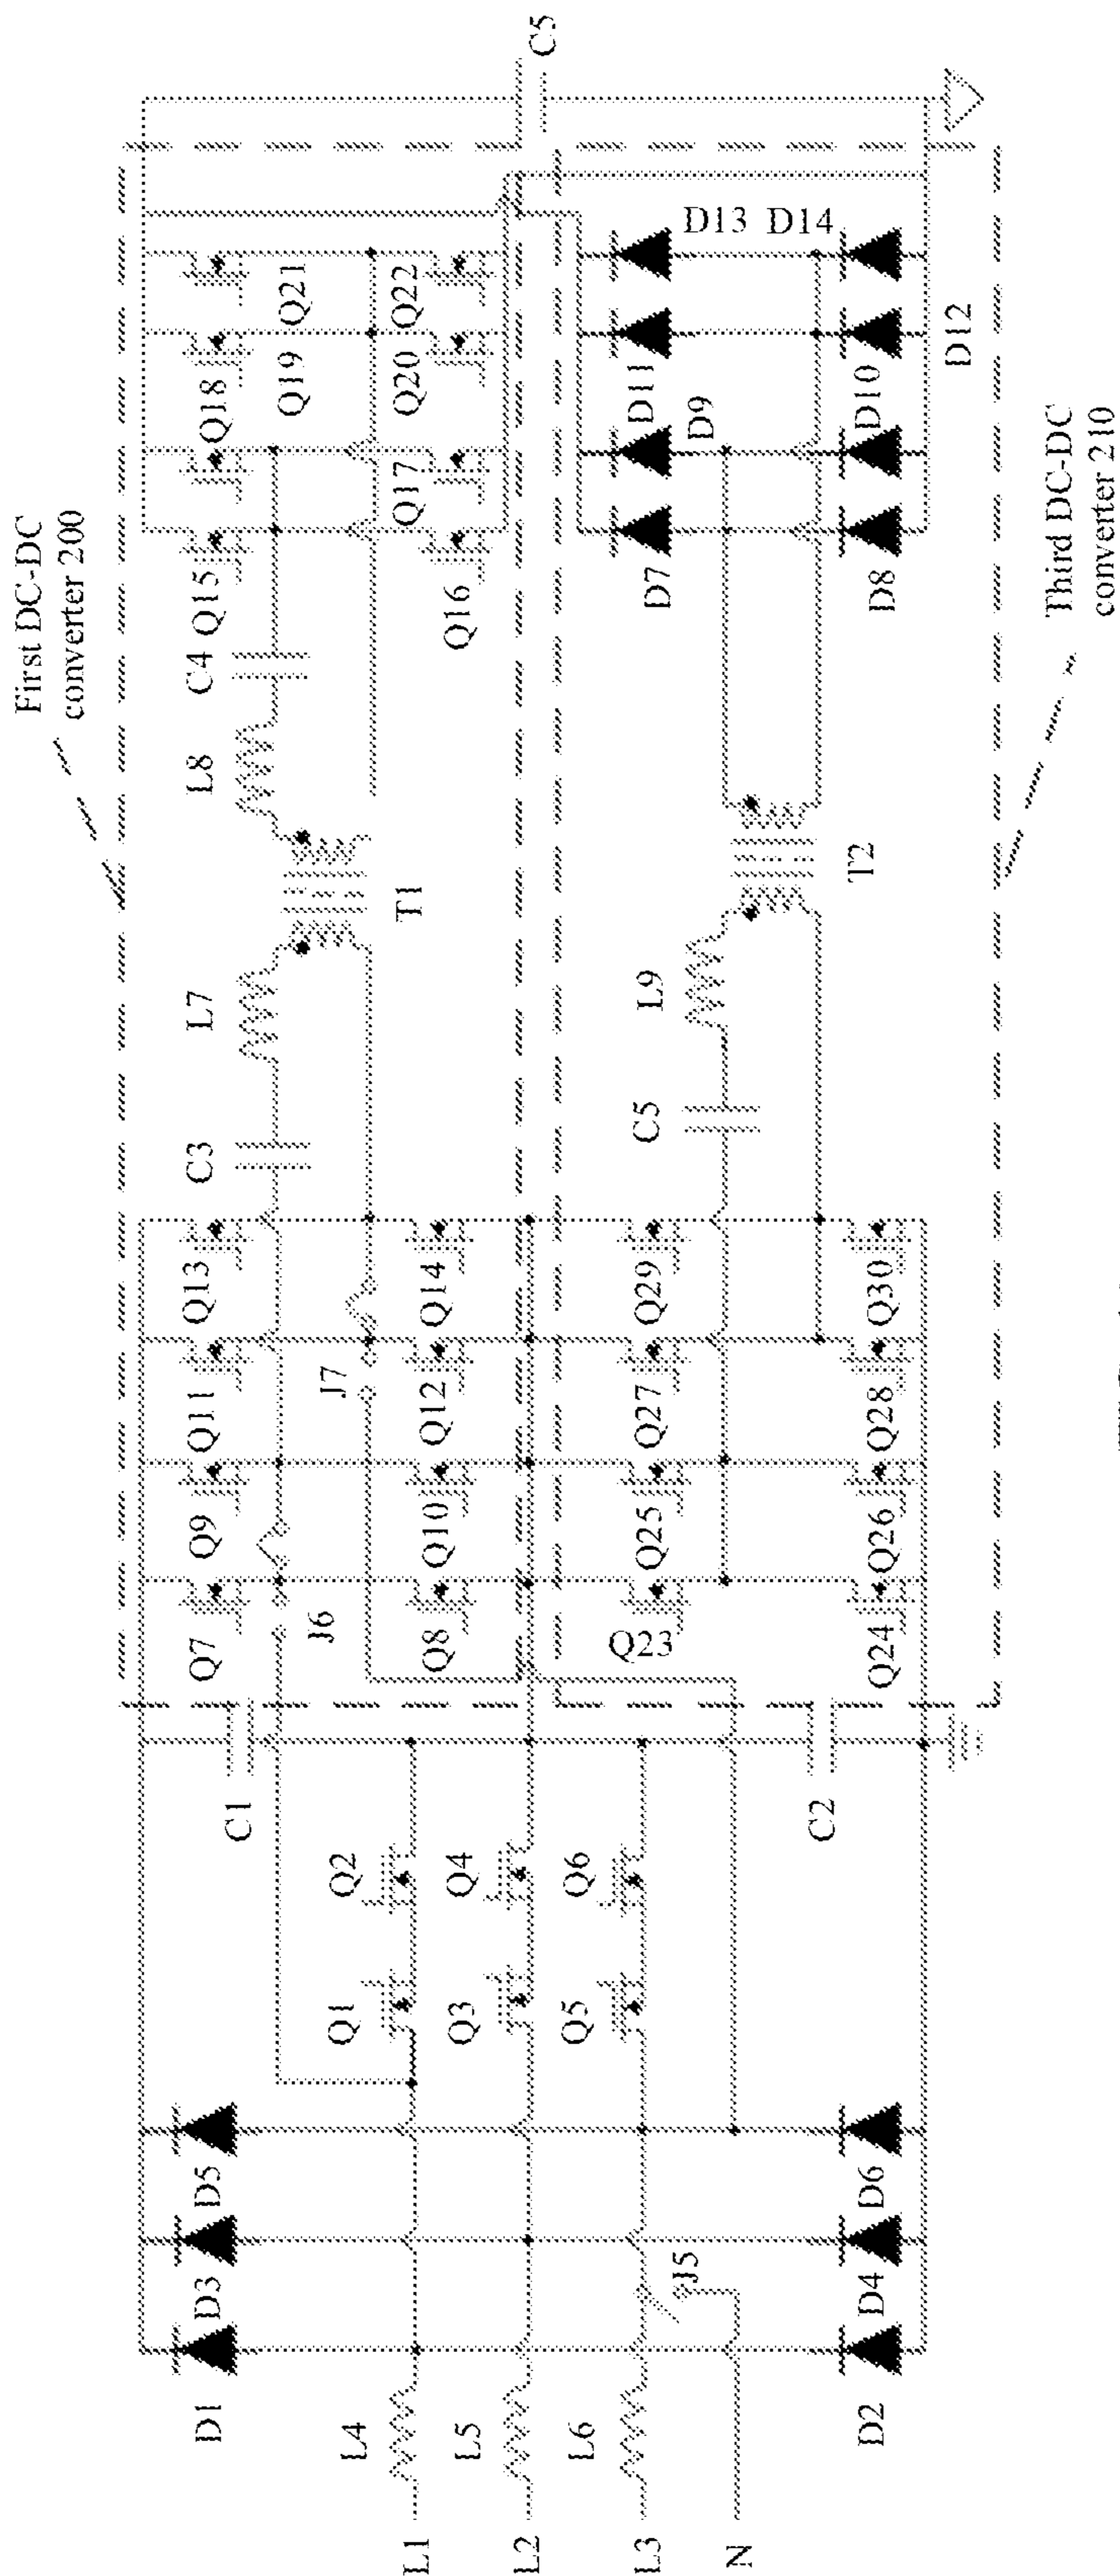 First DC-DC
converter 200
Third DC-DC
converter 210
L1
L2
L3
N
L4
L5
L6
J5
D1
D3
D5
D2
D4
D6
Q1
Q2
Q3
Q4
Q5
Q6
C1
C2
J6
J7
Q7
Q9
Q11
Q13
Q8
Q10
Q12
Q14
Q23
Q25
Q27
Q29
Q24
Q26
Q28
Q30
C3
L7
T1
L8
C4
C5
L9
T2
Q15
Q18
Q19
Q21
Q16
Q17
Q20
Q22
D7
D9
D11
D13
D14
D8
D10
D12
C5